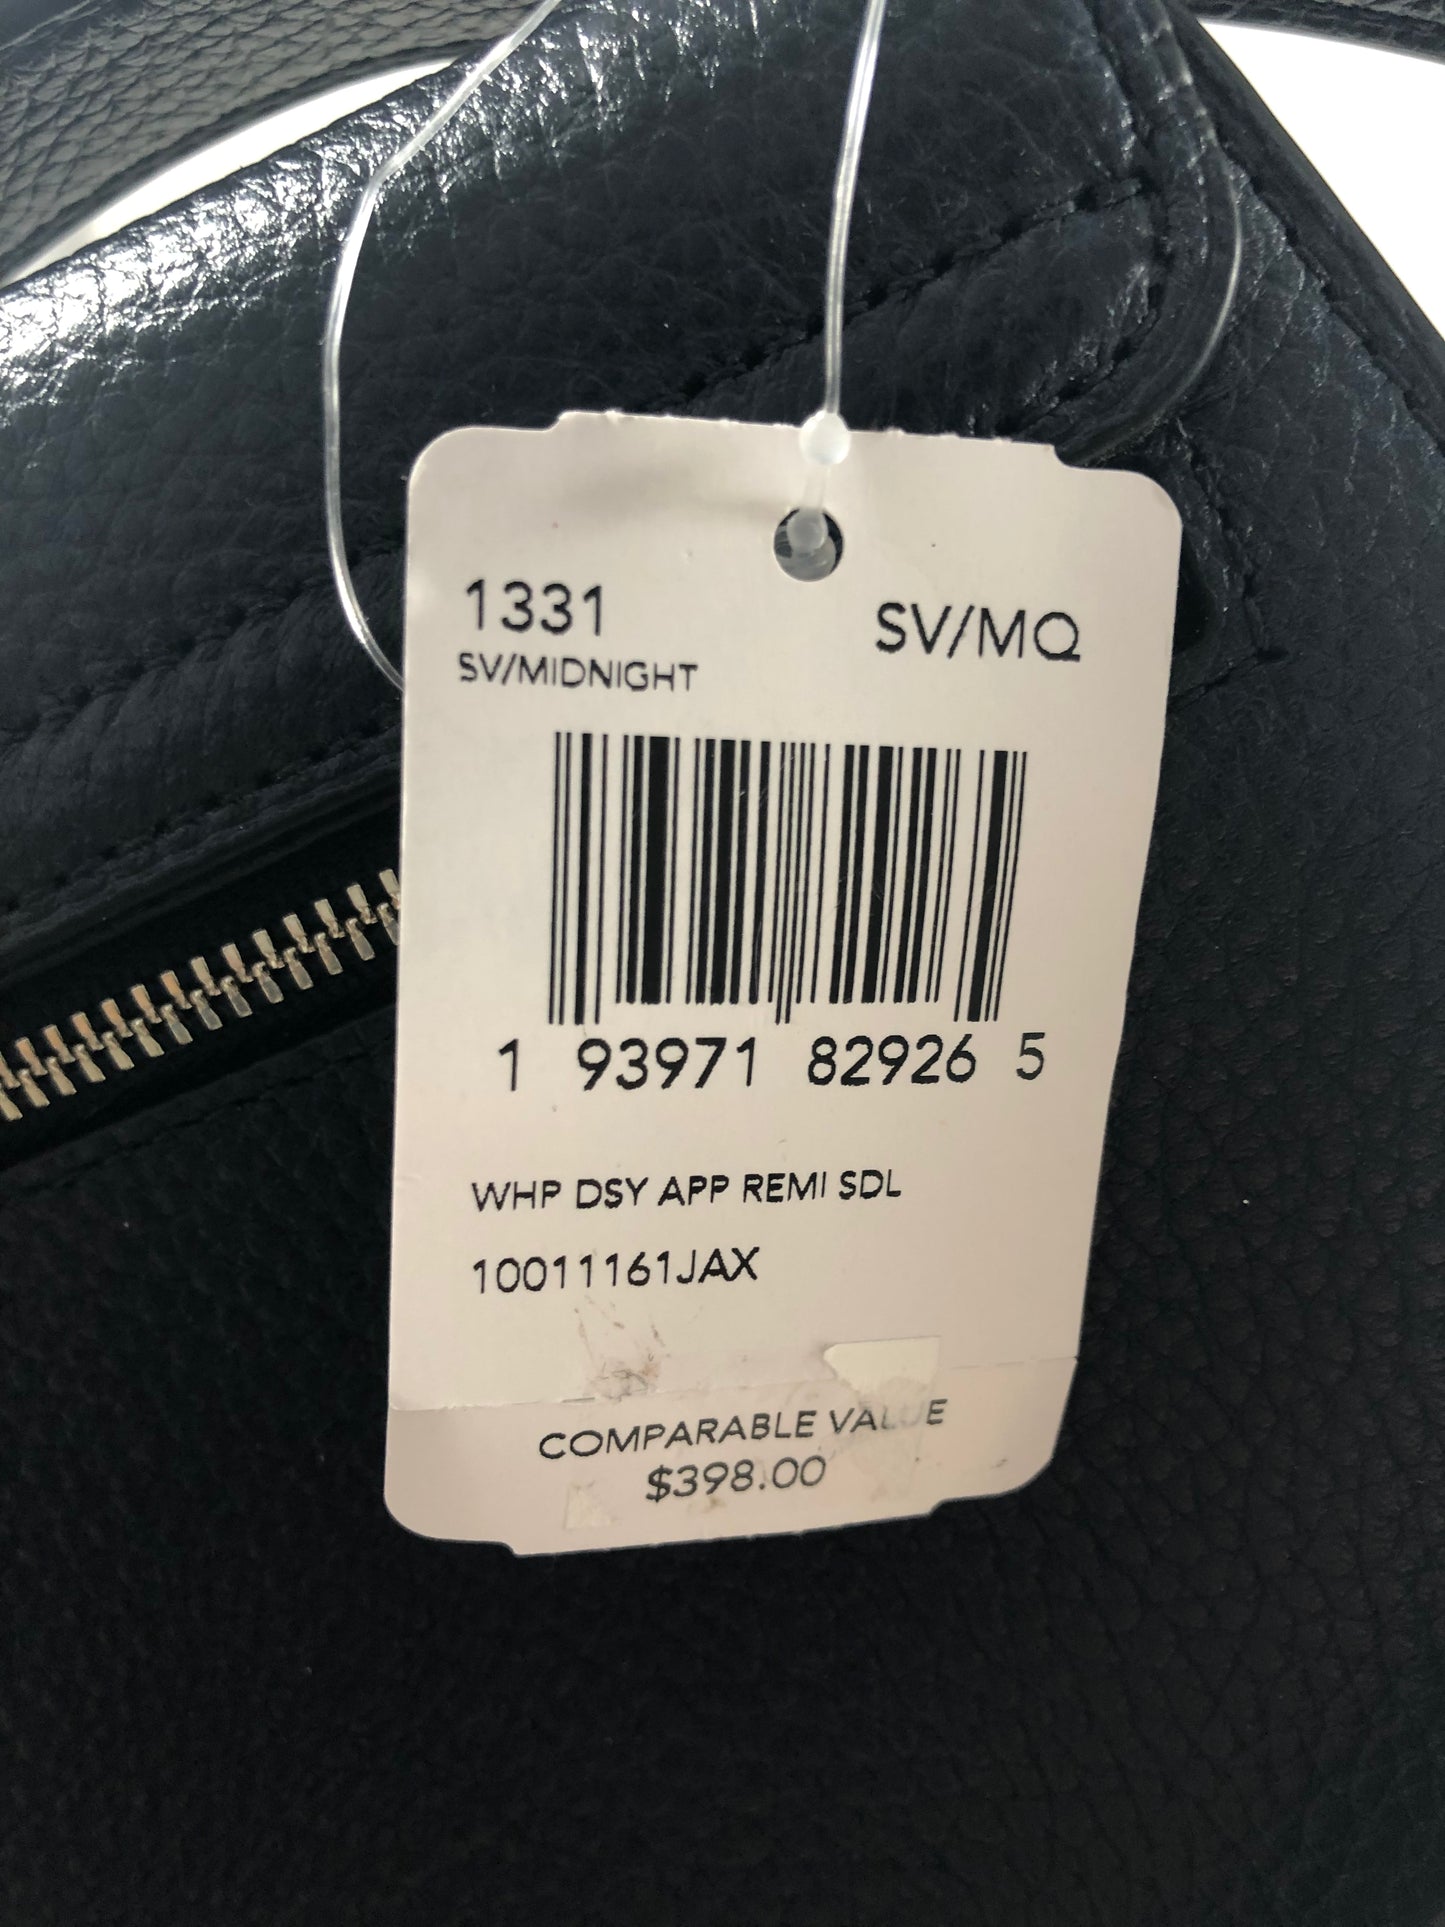 1331
SV/MQ
SV/MIDNIGHT
1 93971 82926 5
WHP DSY APP REMI SDL
10011161JAX
COMPARABLE VALUE
$398.00